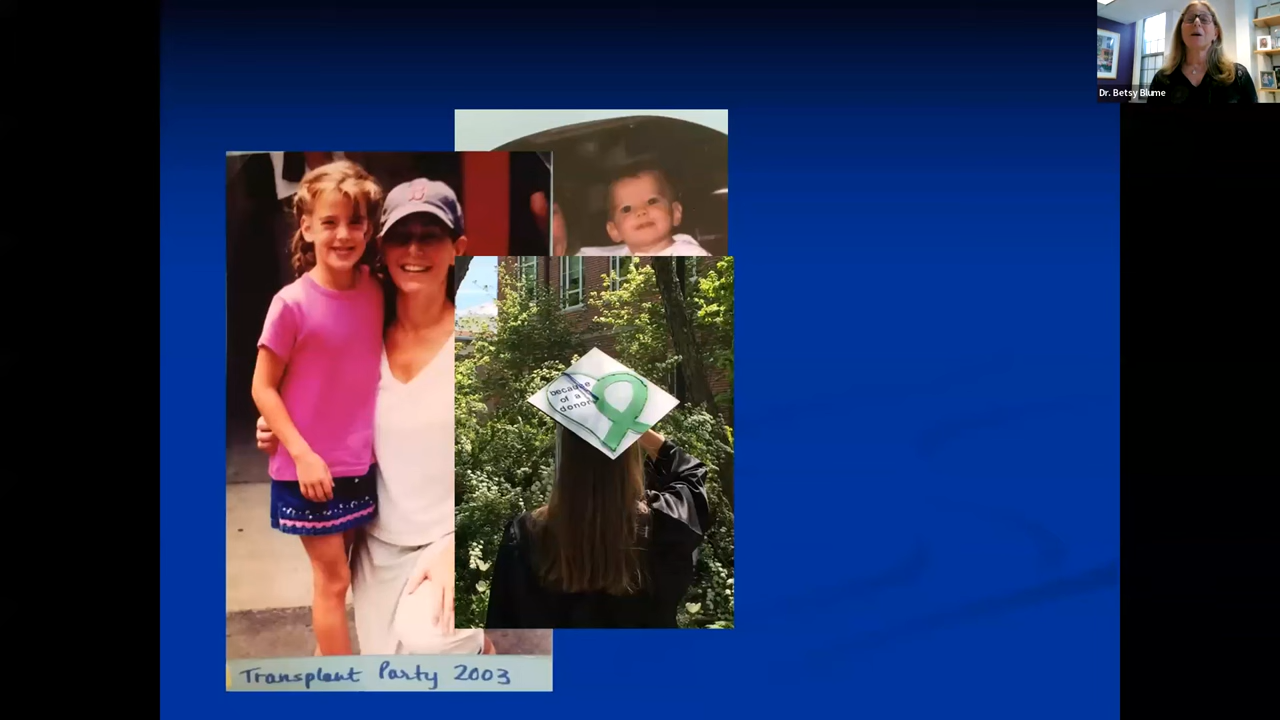 Dr. Betsy Blume
because
of a
donor
Transplant Party 2003